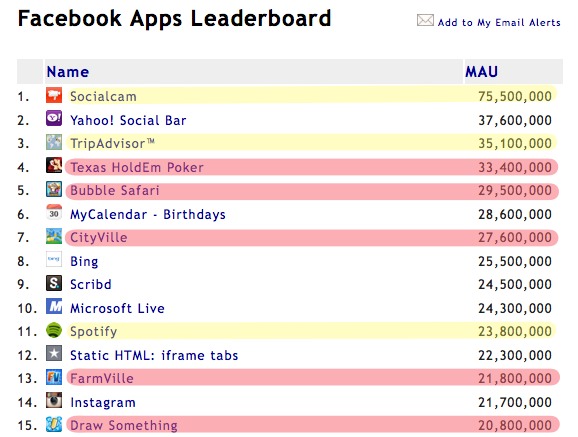 Facebook Apps Leaderboard
Add to My Email Alerts
Name MAU
1. Socialcam 75,500,000
2. Y! Yahoo! Social Bar 37,600,000
3. TripAdvisor™ 35,100,000
4. Texas HoldEm Poker 33,400,000
5. Bubble Safari 29,500,000
6. 30 MyCalendar - Birthdays 28,600,000
7. CityVille 27,600,000
8. bing Bing 25,500,000
9. S. Scribd 24,500,000
10. M Microsoft Live 24,300,000
11. Spotify 23,800,000
12. Static HTML: iframe tabs 22,300,000
13. FV FarmVille 21,800,000
14. Instagram 21,700,000
15. Draw Something 20,800,000